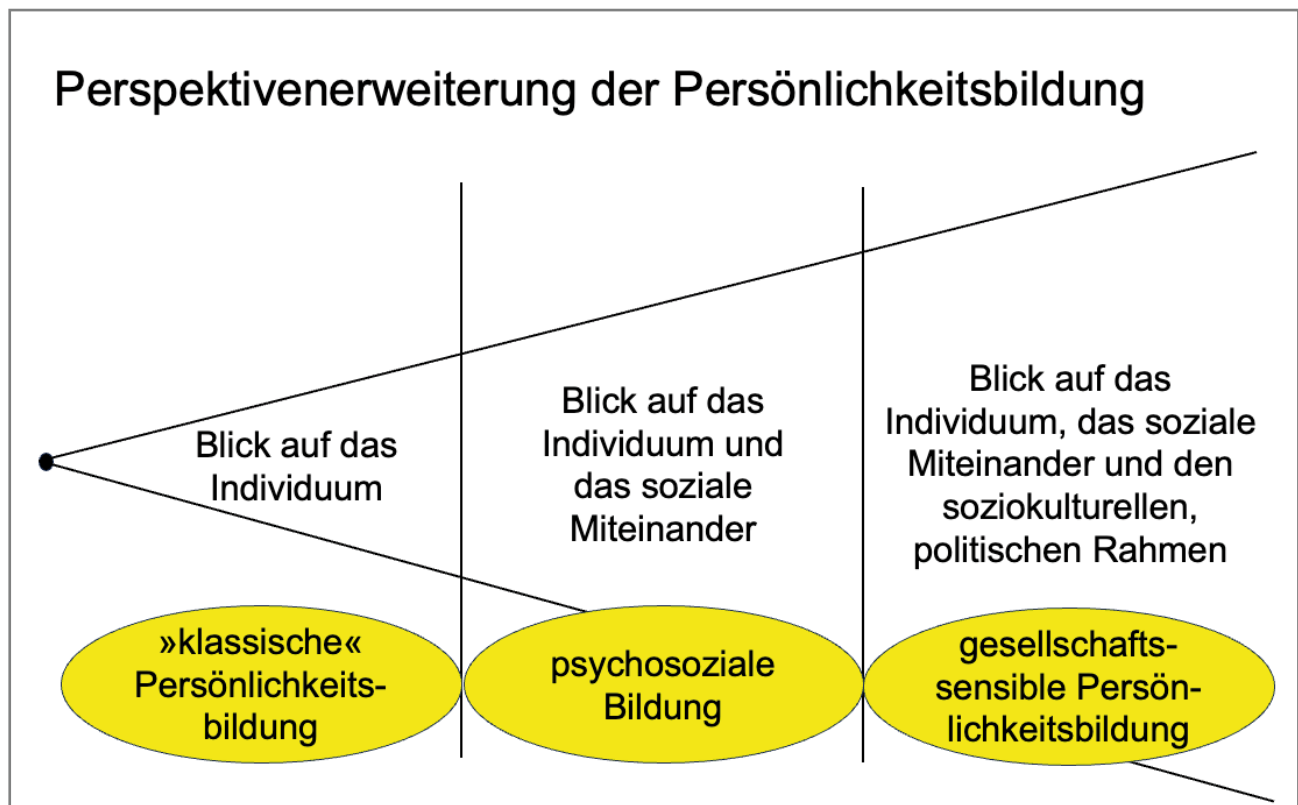 Perspektivenerweiterung der Persönlichkeitsbildung
Blick auf das
Individuum
Blick auf das
Individuum und
das soziale
Miteinander
Blick auf das
Individuum, das soziale
Miteinander und den
soziokulturellen,
politischen Rahmen
»klassische«
Persönlichkeits-
bildung
psychosoziale
Bildung
gesellschafts-
sensible Persön-
lichkeitsbildung